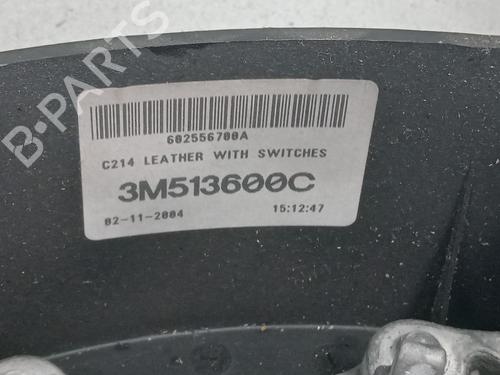 B-PARTS
602556700A
C214 LEATHER WITH SWITCHES
3M513600C
02-11-2004 15:12:47